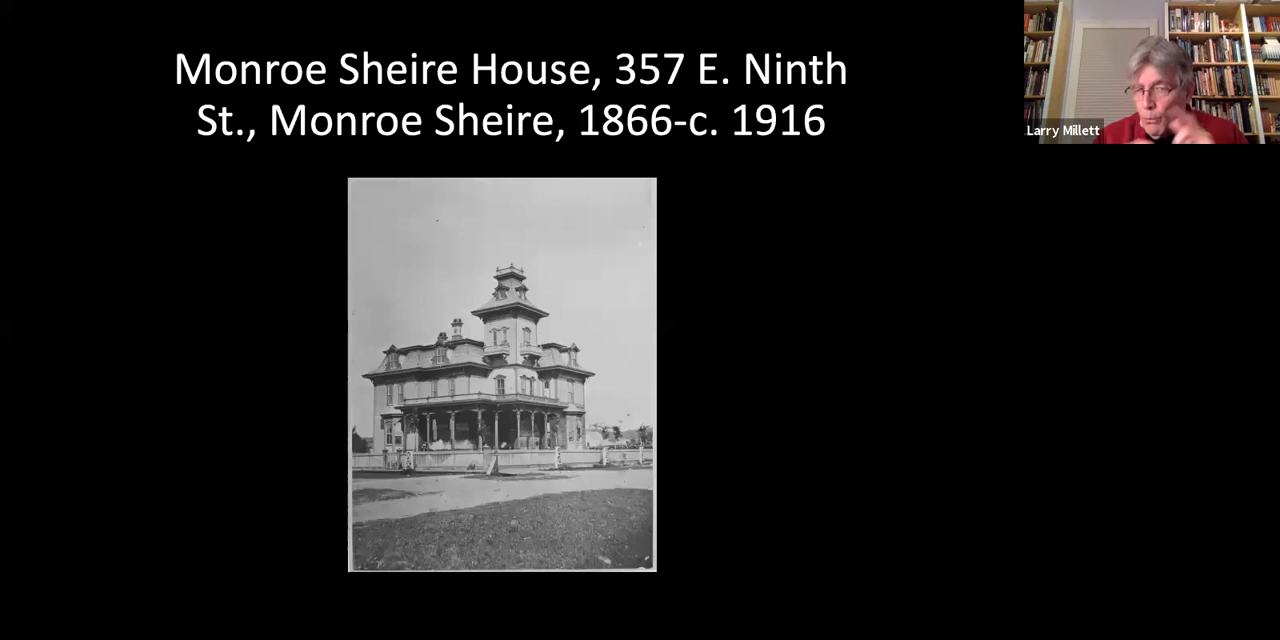 Monroe Sheire House, 357 E. Ninth
St., Monroe Sheire, 1866-c. 1916
Larry Millett